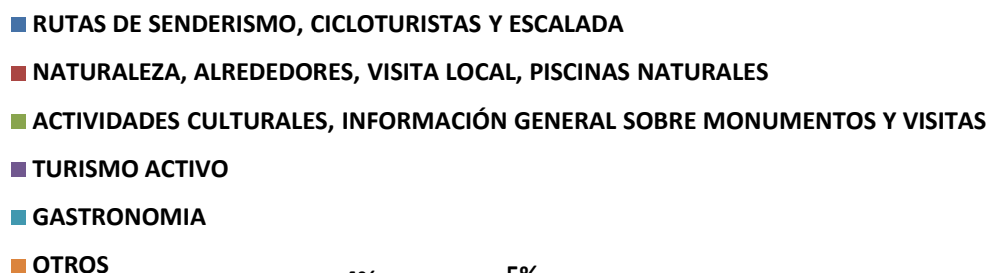 RUTAS DE SENDERISMO, CICLOTURISTAS Y ESCALADA
NATURALEZA, ALREDEDORES, VISITA LOCAL, PISCINAS NATURALES
ACTIVIDADES CULTURALES, INFORMACIÓN GENERAL SOBRE MONUMENTOS Y VISITAS
TURISMO ACTIVO
GASTRONOMIA
OTROS
5%